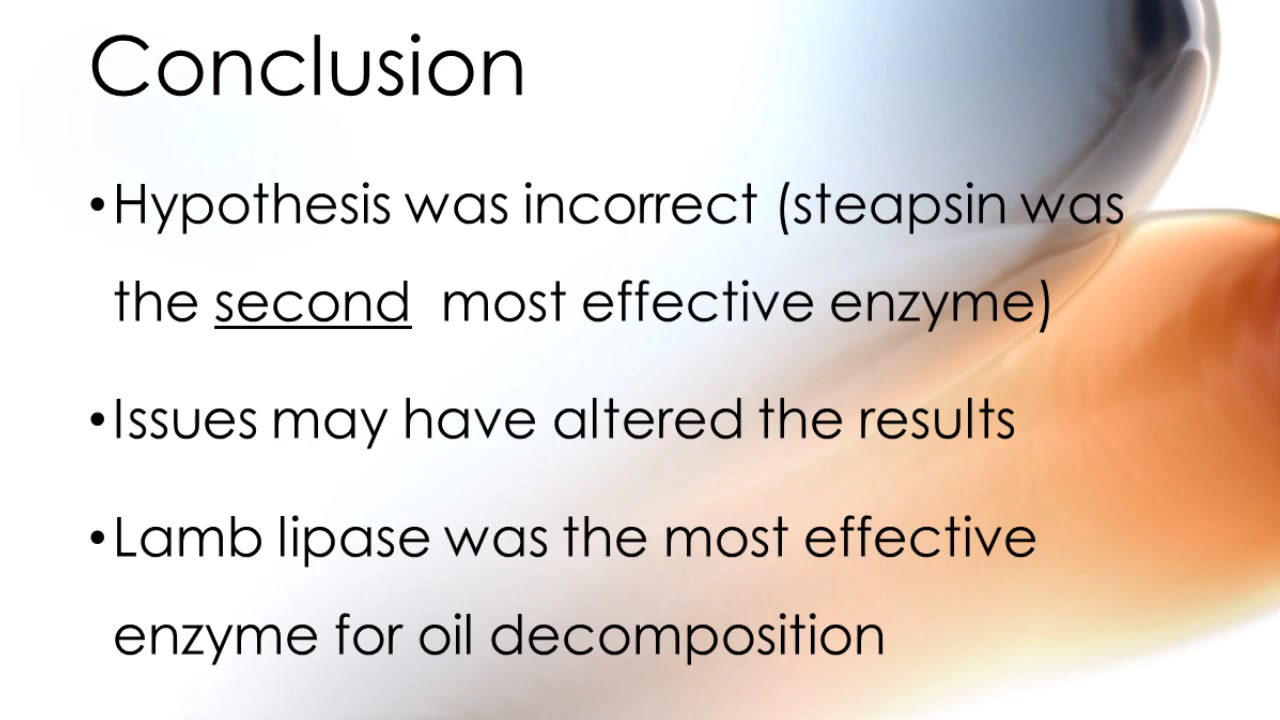 Conclusion
•Hypothesis was incorrect (steapsin was
the second  most effective enzyme)
•Issues may have altered the results
•Lamb lipase was the most effective
enzyme for oil decomposition